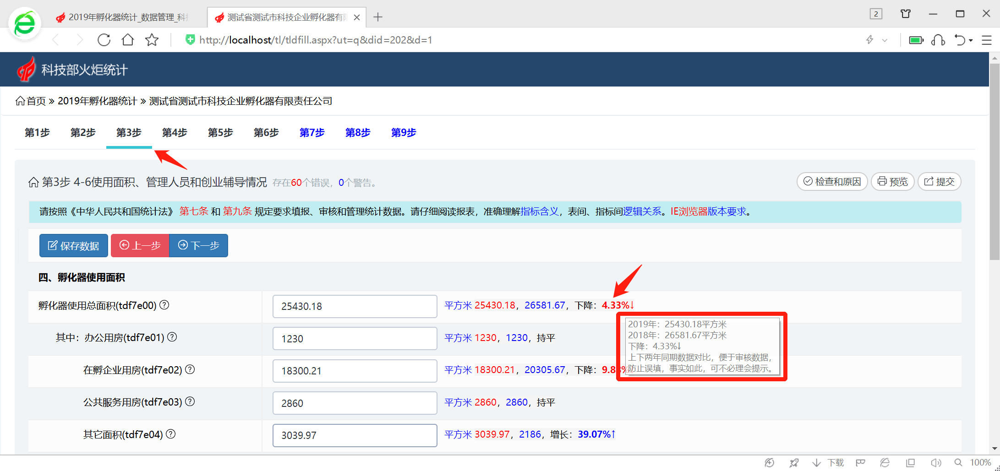 2019年孵化器统计_数据管理_科技
测试省测试市科技企业孵化器有
2
http://localhost/tl/tldfill.aspx?ut=q&did=202&d=1
科技部火炬统计
首页 » 2019年孵化器统计 » 测试省测试市科技企业孵化器有限责任公司
第1步 第2步 第3步 第4步 第5步 第6步 第7步 第8步 第9步
第3步 4-6使用面积、管理人员和创业辅导情况 存在60个错误，0个警告。
检查和原因 预览 提交
请按照《中华人民共和国统计法》 第七条 和 第九条 规定要求填报、审核和管理统计数据。请仔细阅读报表，准确理解指标含义，表间、指标间逻辑关系。IE浏览器版本要求。
保存数据 上一步 下一步
四、孵化器使用面积
孵化器使用总面积(tdf7e00) 25430.18 平方米 25430.18，26581.67，下降：4.33%↓
其中：办公用房(tdf7e01) 1230 平方米 1230，1230，持平
在孵企业用房(tdf7e02) 18300.21 平方米 18300.21，20305.67，下降：9.88%
公共服务用房(tdf7e03) 2860 平方米 2860，2860，持平
其它面积(tdf7e04) 3039.97 平方米 3039.97，2186，增长：39.07%↑
2019年：25430.18平方米
2018年：26581.67平方米
下降：4.33%↓
上下两年同期数据对比，便于审核数据，
防止误填，事实如此，可不必理会提示。
下载 100%